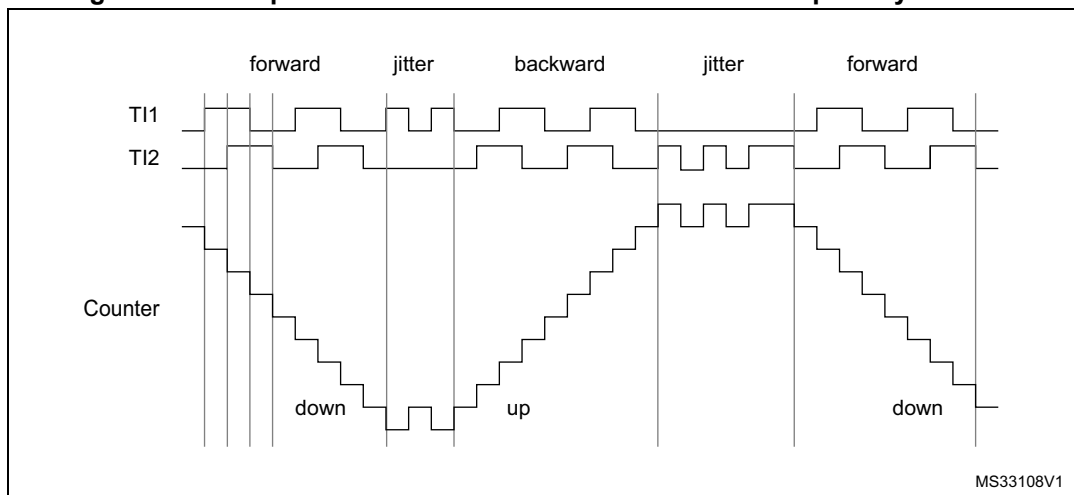 forward jitter backward jitter forward
TI1
TI2
Counter
down up down
MS33108V1